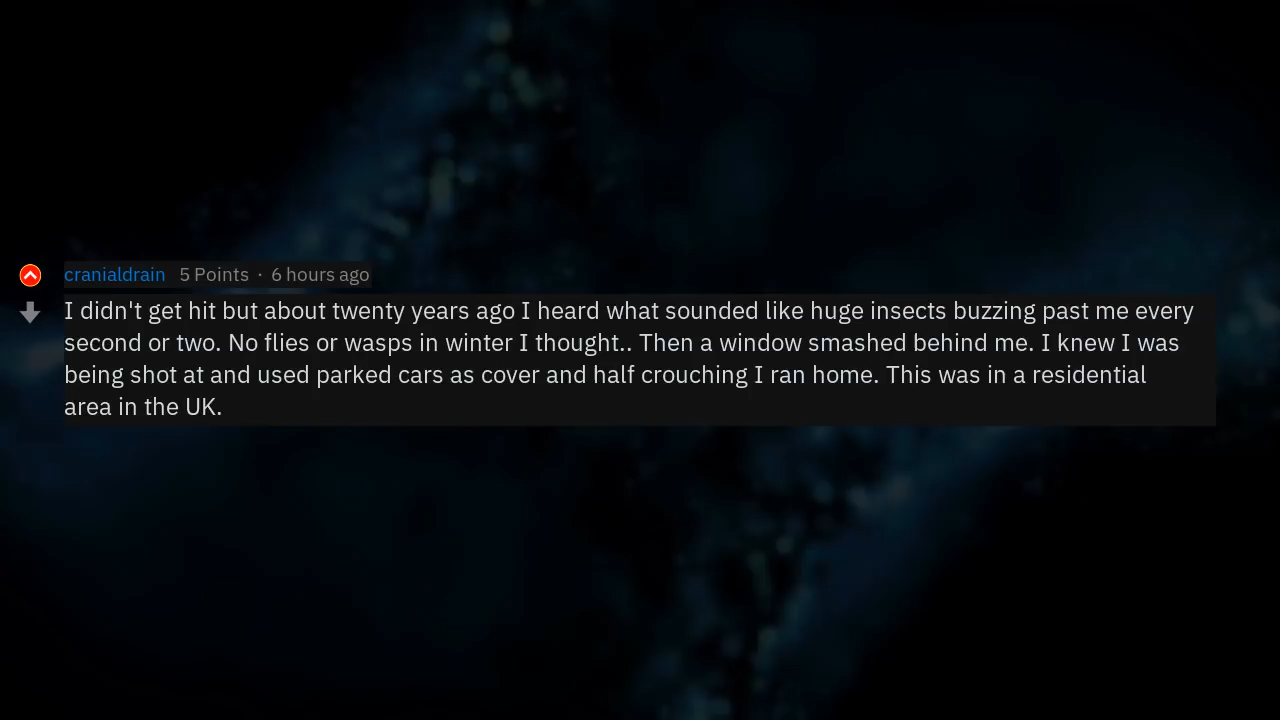 cranialdrain 5 Points · 6 hours ago
I didn't get hit but about twenty years ago I heard what sounded like huge insects buzzing past me every
second or two. No flies or wasps in winter I thought.. Then a window smashed behind me. I knew I was
being shot at and used parked cars as cover and half crouching I ran home. This was in a residential
area in the UK.